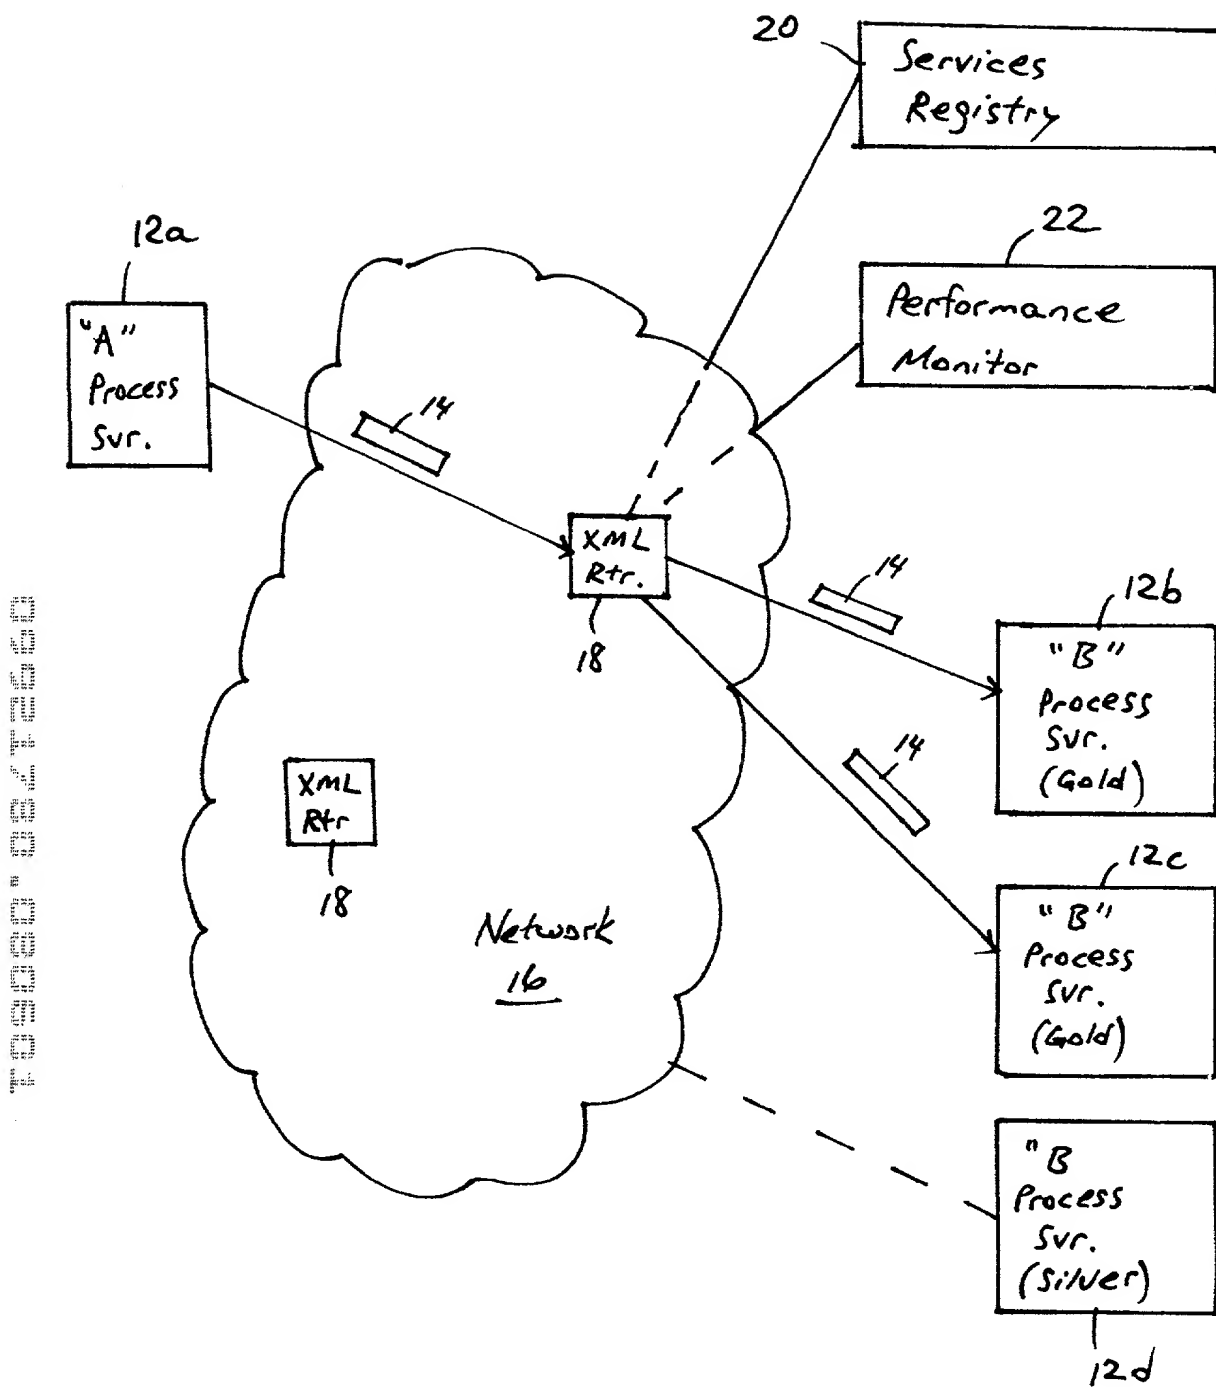 20
Services
Registry
12a
22
"A"
Process
Svr.
Performance
Monitor
14
XML
Rtr.
18
14
12b
"B"
Process
Svr.
(Gold)
14
XML
Rtr
18
12c
"B"
Process
Svr.
(Gold)
Network
16
"B
Process
Svr.
(Silver)
12d